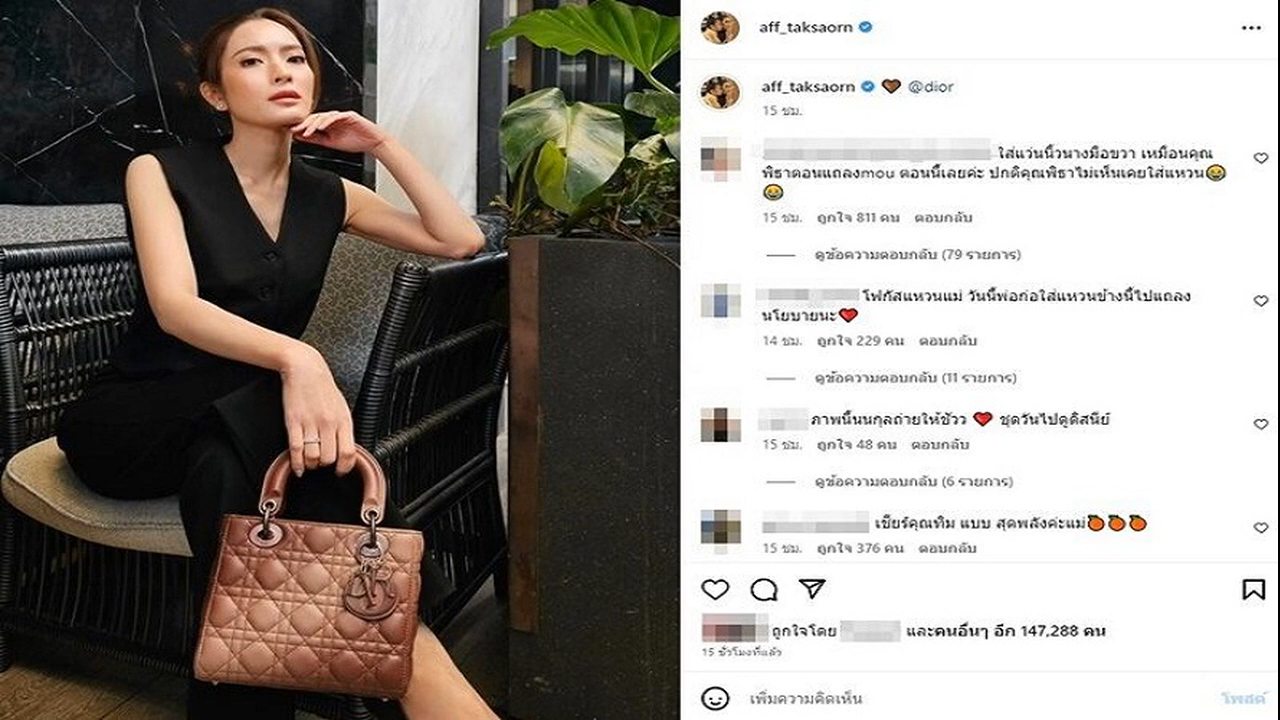 aff_taksaorn
aff_taksaorn @dior
15 ชม.
ใส่แว่นนิ้วนางมือขวา เหมือนคุณ
พิธาตอนแถลงmou ตอนนี้เลยค่ะ ปกติคุณพิธาไม่เห็นเคยใส่แหวน😂
😂
15 ชม. ถูกใจ 811 คน ตอบกลับ
ดูข้อความตอบกลับ (79 รายการ)
โฟกัสแหวนแม่ วันนี้พ่อก่อใส่แหวนข้างนี้ไปแถลง
นโยบายนะ❤️
14 ชม. ถูกใจ 229 คน ตอบกลับ
ดูข้อความตอบกลับ (11 รายการ)
ภาพนี้นนกุลถ่ายให้ชัวว ❤️ ชุดวันไปดูดิสนีย์
15 ชม. ถูกใจ 48 คน ตอบกลับ
ดูข้อความตอบกลับ (6 รายการ)
เชียร์คุณทิม แบบ สุดพลังค่ะแม่🍊🍊🍊
15 ชม. ถูกใจ 376 คน ตอบกลับ
ถูกใจโดย และคนอื่นๆ อีก 147,288 คน
15 ชั่วโมงที่แล้ว
เพิ่มความคิดเห็น
โพสต์